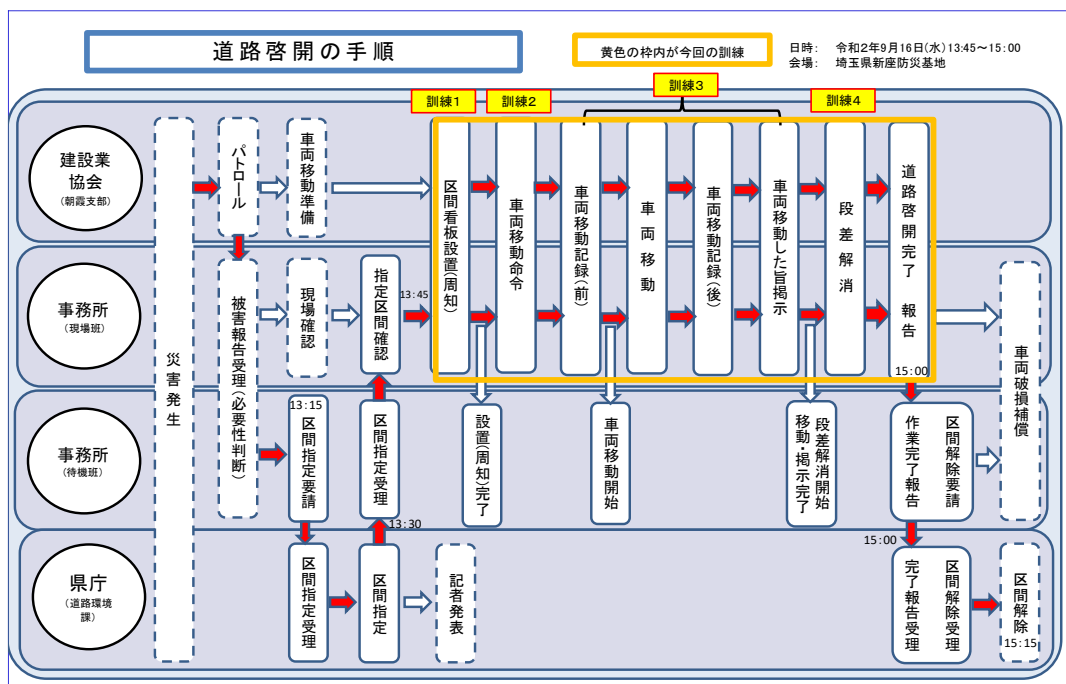 道路啓開の手順
黄色の枠内が今回の訓練
日時： 令和２年９月16日(水)13:45～15:00
会場： 埼玉県新座防災基地
訓練１
訓練２
訓練３
訓練４
建設業
協会
(朝霞支部)
災害発生
パトロール
車両移動準備
区間看板設置(周知)
車両移動命令
車両移動記録(前)
車両移動
車両移動記録(後)
車両移動した旨掲示
段差解消
道路啓開完了 報告
15:00
事務所
(現場班)
被害報告受理(必要性判断)
現場確認
指定区間確認
13:45
車両破損補償
事務所
(待機班)
13:15
区間指定要請
区間指定受理
13:30
設置(周知)完了
車両移動開始
段差解消開始
移動・掲示完了
区間解除要請
作業完了報告
15:00
県庁
(道路環境
課)
区間指定受理
区間指定
記者発表
区間解除受理
完了報告受理
区間解除
15:15